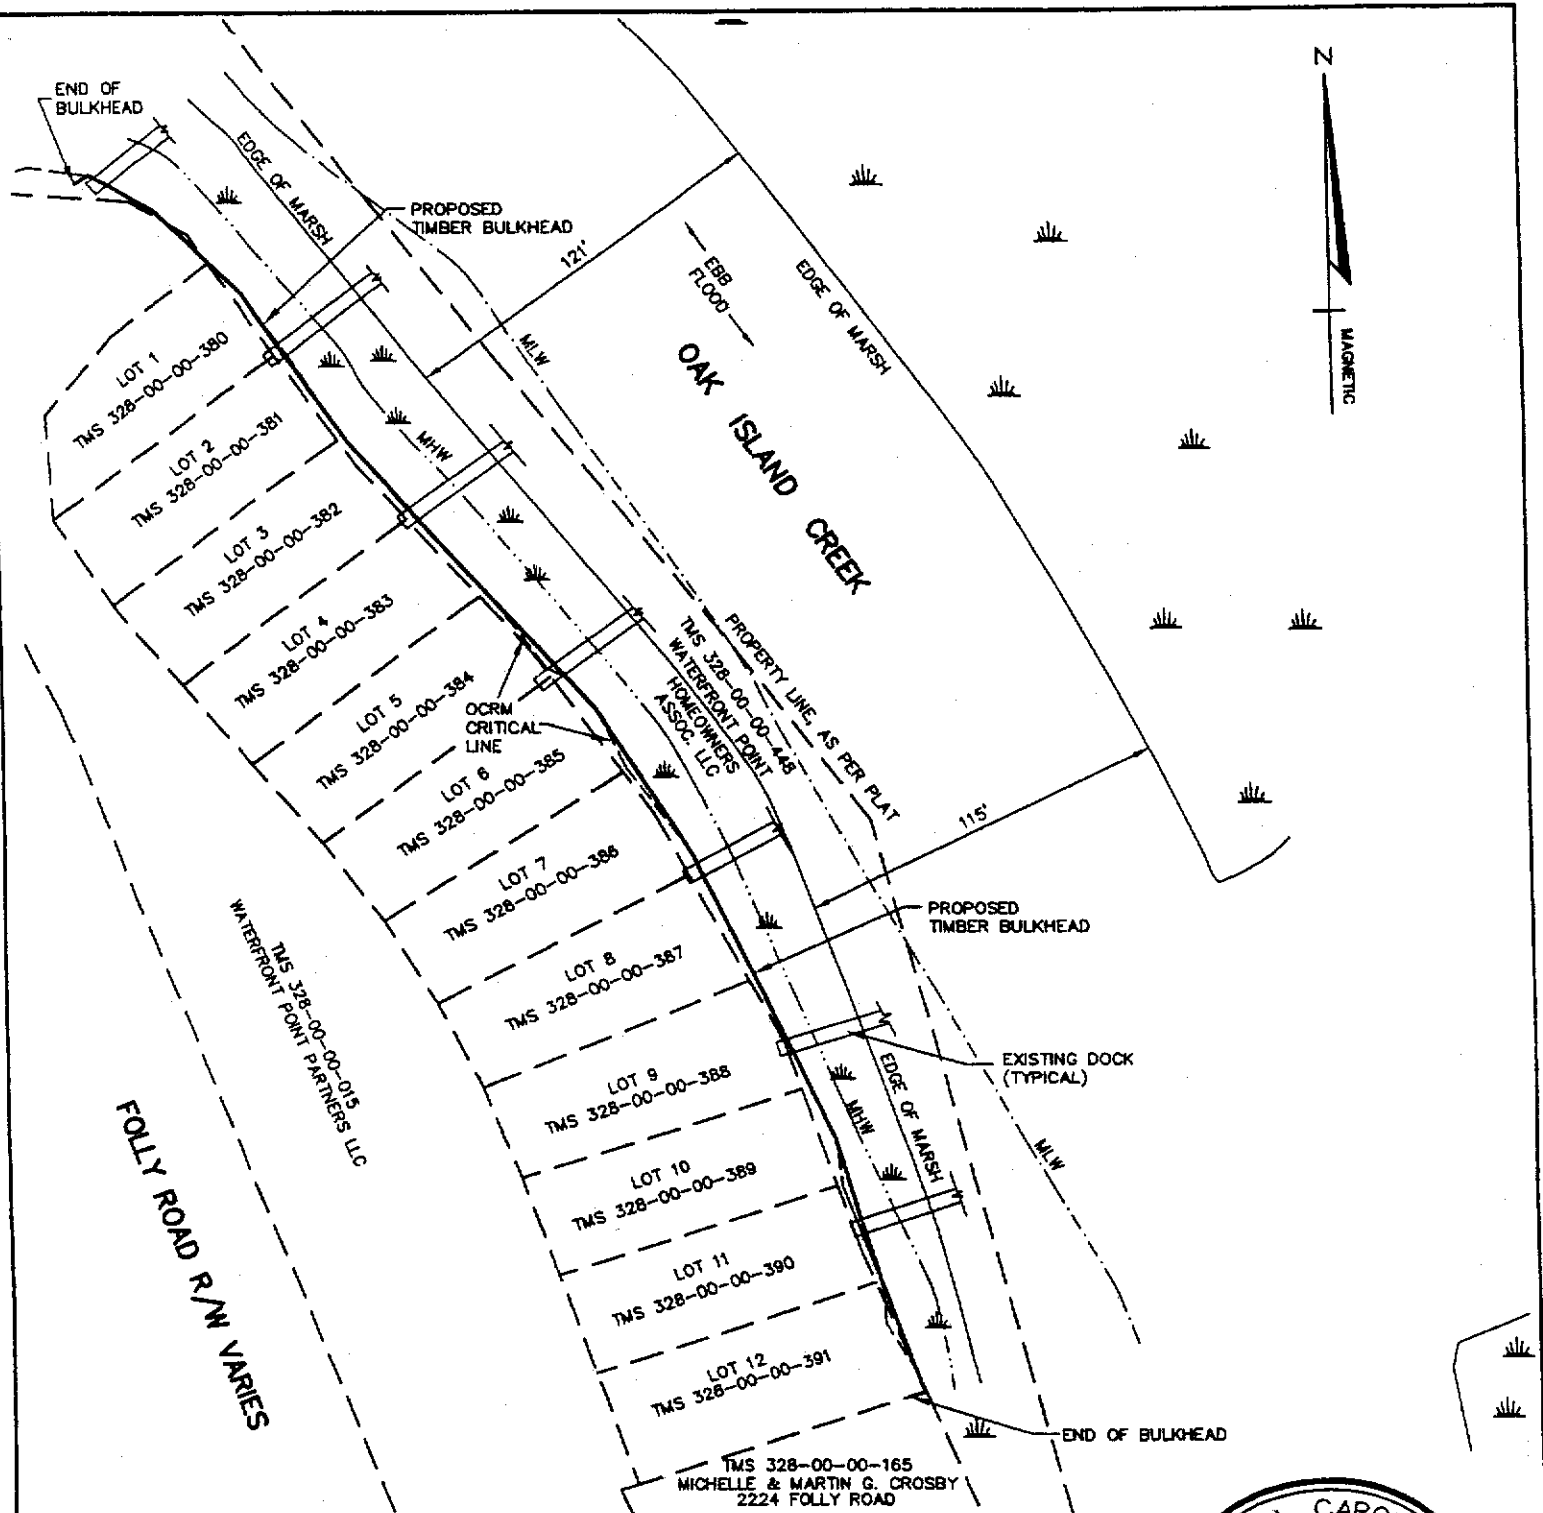 END OF
BULKHEAD
EDGE OF MARSH
PROPOSED
TIMBER BULKHEAD
121'
EBB
FLOOD
EDGE OF MARSH
N
MAGNETIC
OAK ISLAND CREEK
MLW
MHW
LOT 1
TMS 328-00-00-380
LOT 2
TMS 328-00-00-381
LOT 3
TMS 328-00-00-382
LOT 4
TMS 328-00-00-383
LOT 5
TMS 328-00-00-384
OCRM
CRITICAL
LINE
LOT 6
TMS 328-00-00-385
LOT 7
TMS 328-00-00-386
LOT 8
TMS 328-00-00-387
TMS 328-00-00-448
WATERFRONT POINT
HOMEOWNERS
ASSOC. LLC
PROPERTY LINE, AS PER PLAT
115'
PROPOSED
TIMBER BULKHEAD
TMS 328-00-00-015
WATERFRONT POINT PARTNERS LLC
FOLLY ROAD R/W VARIES
LOT 9
TMS 328-00-00-388
EXISTING DOCK
(TYPICAL)
EDGE OF MARSH
MHW
MLW
LOT 10
TMS 328-00-00-389
LOT 11
TMS 328-00-00-390
LOT 12
TMS 328-00-00-391
END OF BULKHEAD
TMS 328-00-00-165
MICHELLE & MARTIN G. CROSBY
2224 FOLLY ROAD
CARO